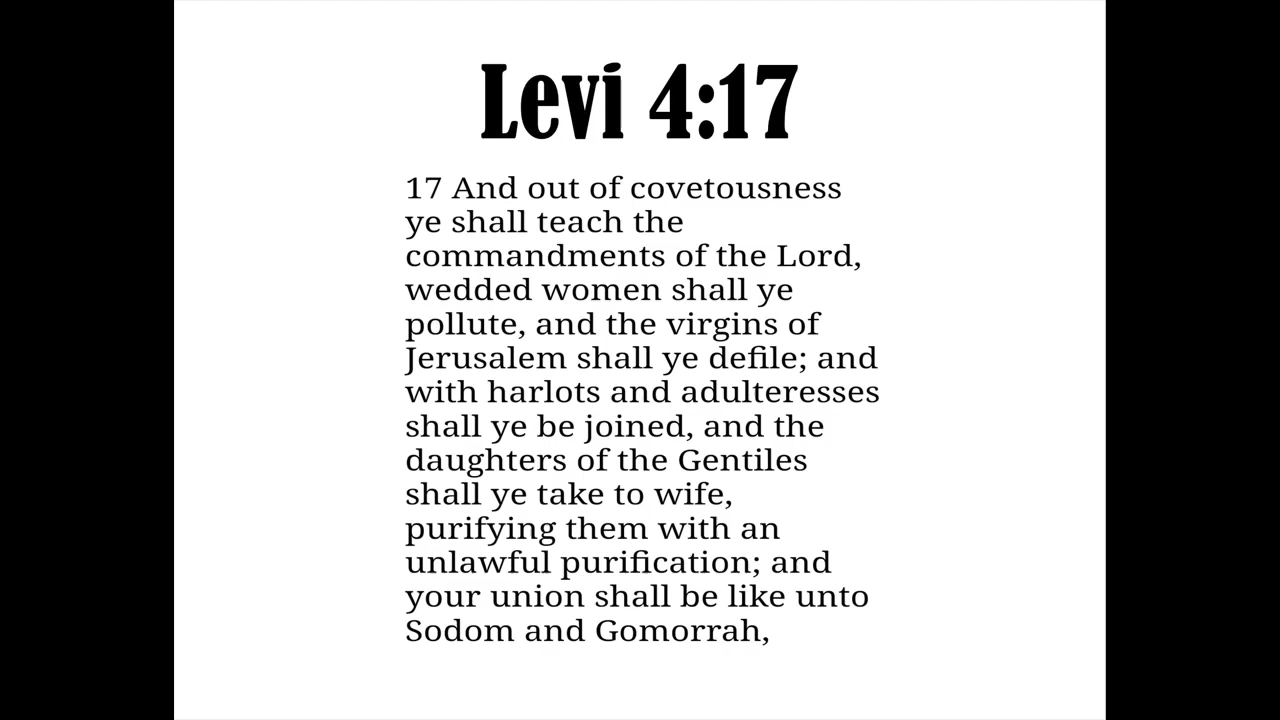 Levi 4:17
17 And out of covetousness
ye shall teach the
commandments of the Lord,
wedded women shall ye
pollute, and the virgins of
Jerusalem shall ye defile; and
with harlots and adulteresses
shall ye be joined, and the
daughters of the Gentiles
shall ye take to wife,
purifying them with an
unlawful purification; and
your union shall be like unto
Sodom and Gomorrah,